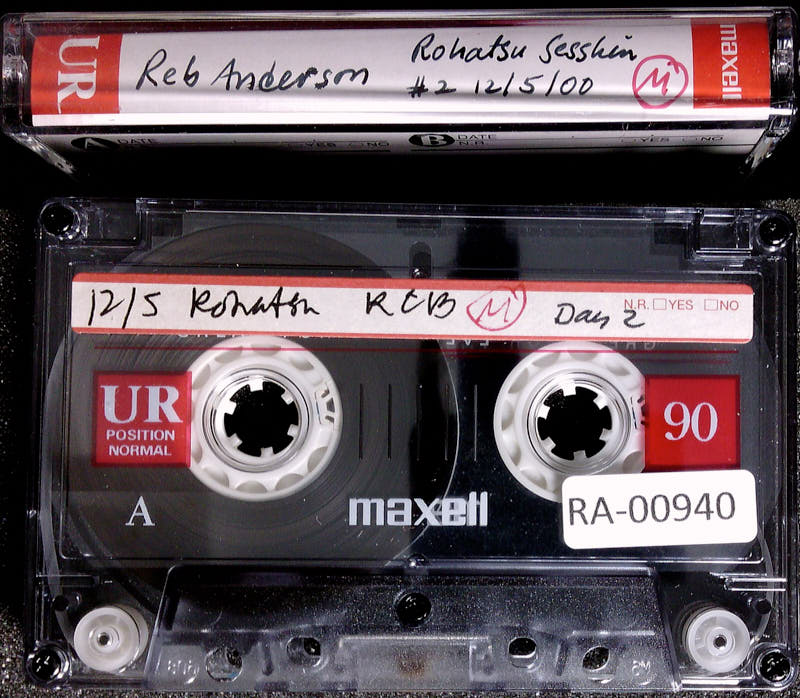 UR
Reb Anderson
Rohatsu Sesshin
#2 12/5/00
M
maxell
A DATE
N.R. YES NO
B DATE
N.R. YES NO
12/5 Rohatsu REB M Day 2
N.R. YES NO
UR
POSITION
NORMAL
90
A
maxell
RA-00940